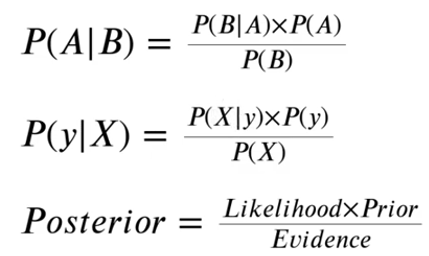 P(A|B) = P(B|A)×P(A) / P(B)
P(y|X) = P(X|y)×P(y) / P(X)
Posterior = Likelihood×Prior / Evidence